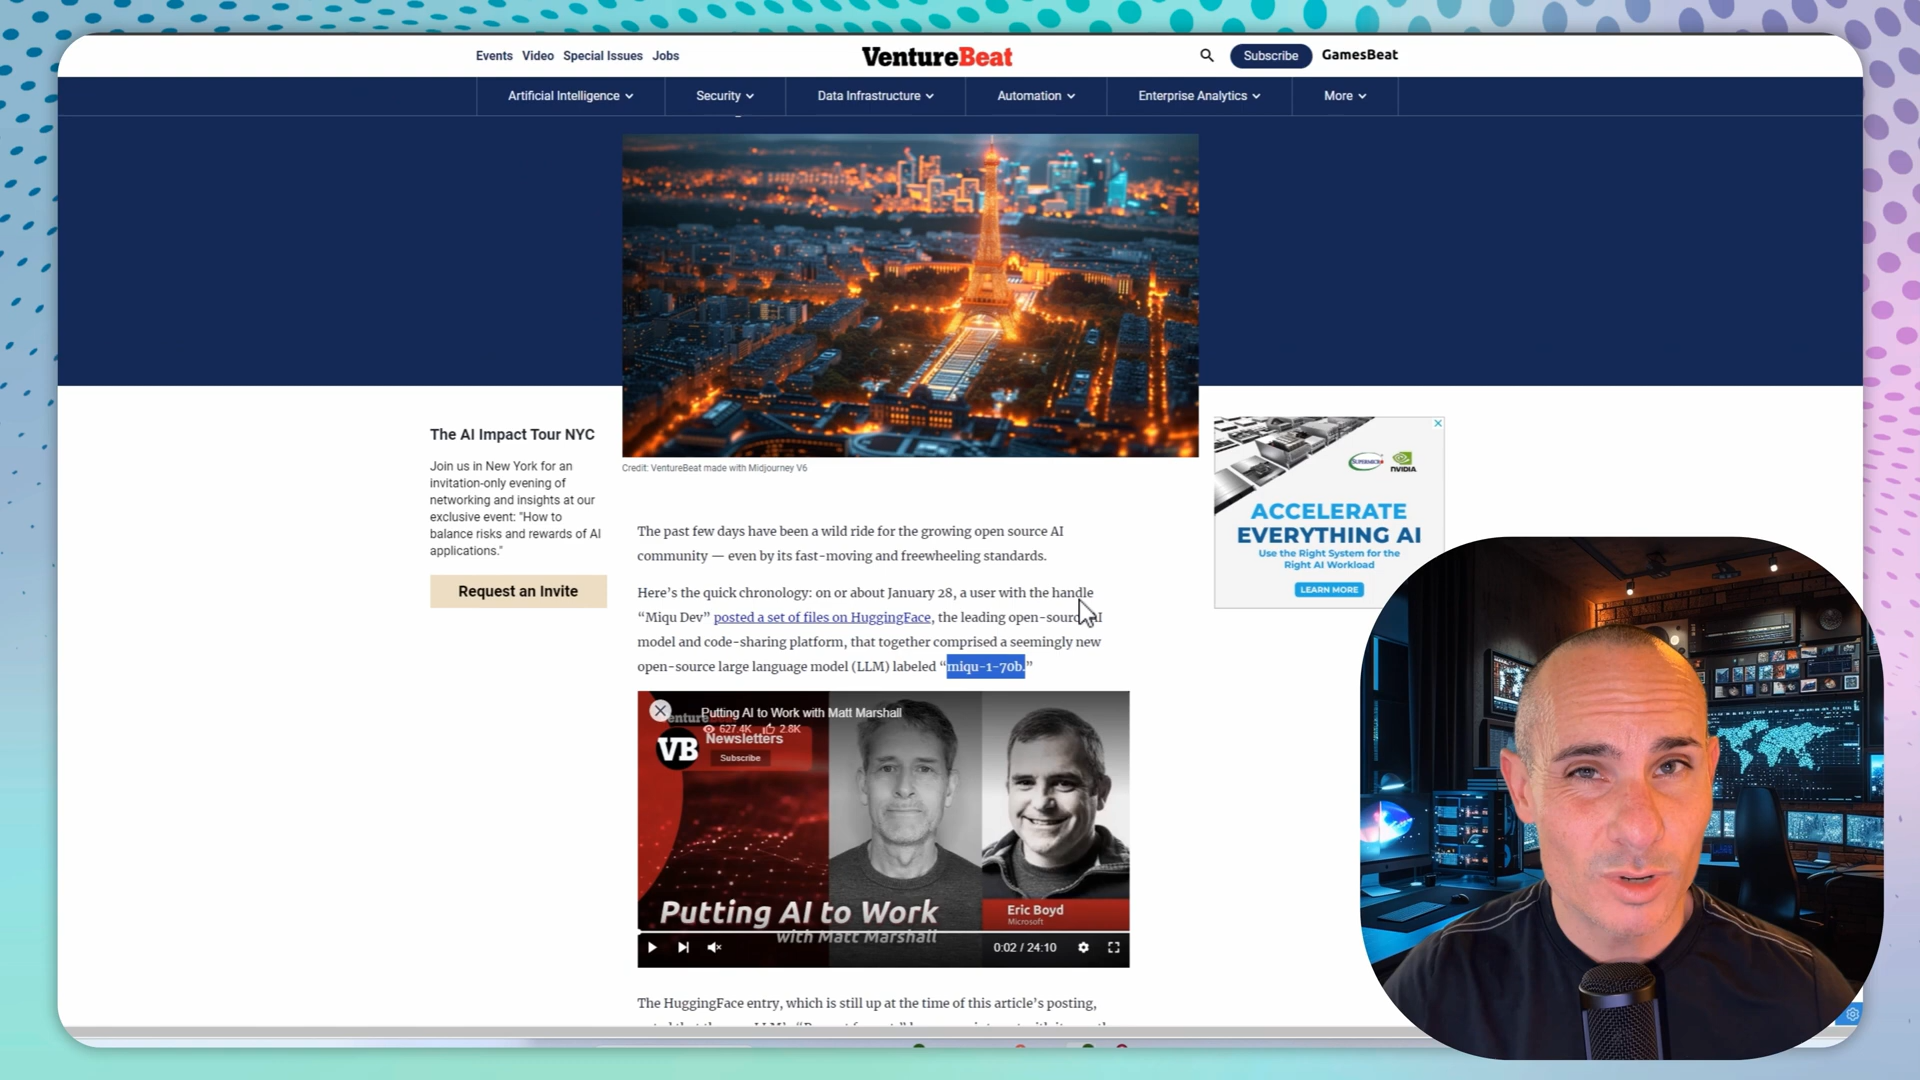 Events Video Special Issues Jobs
VentureBeat
Subscribe
GamesBeat
Artificial Intelligence
Security
Data Infrastructure
Automation
Enterprise Analytics
More
Credit: VentureBeat made with Midjourney V6
The AI Impact Tour NYC
Join us in New York for an
invitation-only evening of
networking and insights at our
exclusive event: "How to
balance risks and rewards of AI
applications."
Request an Invite
The past few days have been a wild ride for the growing open source AI
community — even by its fast-moving and freewheeling standards.
Here’s the quick chronology: on or about January 28, a user with the handle
“Miqu Dev” posted a set of files on HuggingFace, the leading open-source AI
model and code-sharing platform, that together comprised a seemingly new
open-source large language model (LLM) labeled “miqu-1-70b.”
Putting AI to Work with Matt Marshall
627.4K 2.8K
VB
Newsletters
Subscribe
Putting AI to Work
with Matt Marshall
Eric Boyd
Microsoft
0:02 / 24:10
The HuggingFace entry, which is still up at the time of this article’s posting,
SUPERMICRO
NVIDIA
ACCELERATE
EVERYTHING AI
Use the Right System for the
Right AI Workload
LEARN MORE